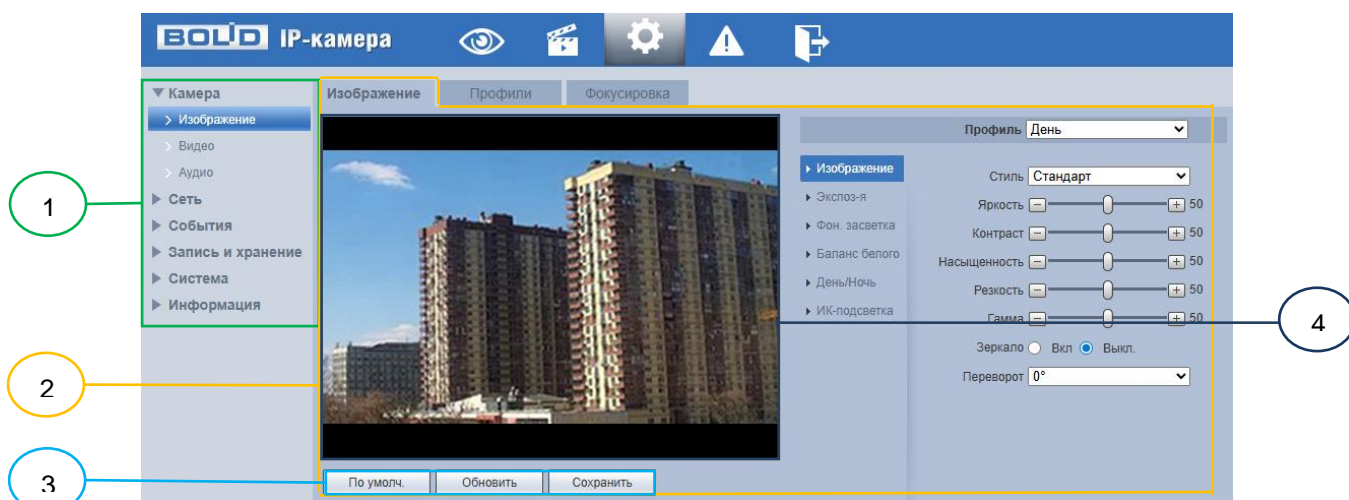 BOLID IP-камера
Камера
Изображение
Видео
Аудио
Сеть
События
Запись и хранение
Система
Информация
Изображение Профили Фокусировка
Профиль День
Изображение
Экспоз-я
Фон. засветка
Баланс белого
День/Ночь
ИК-подсветка
Стиль Стандарт
Яркость 50
Контраст 50
Насыщенность 50
Резкость 50
Гамма 50
Зеркало Вкл Выкл.
Переворот 0°
По умолч. Обновить Сохранить
1
2
3
4